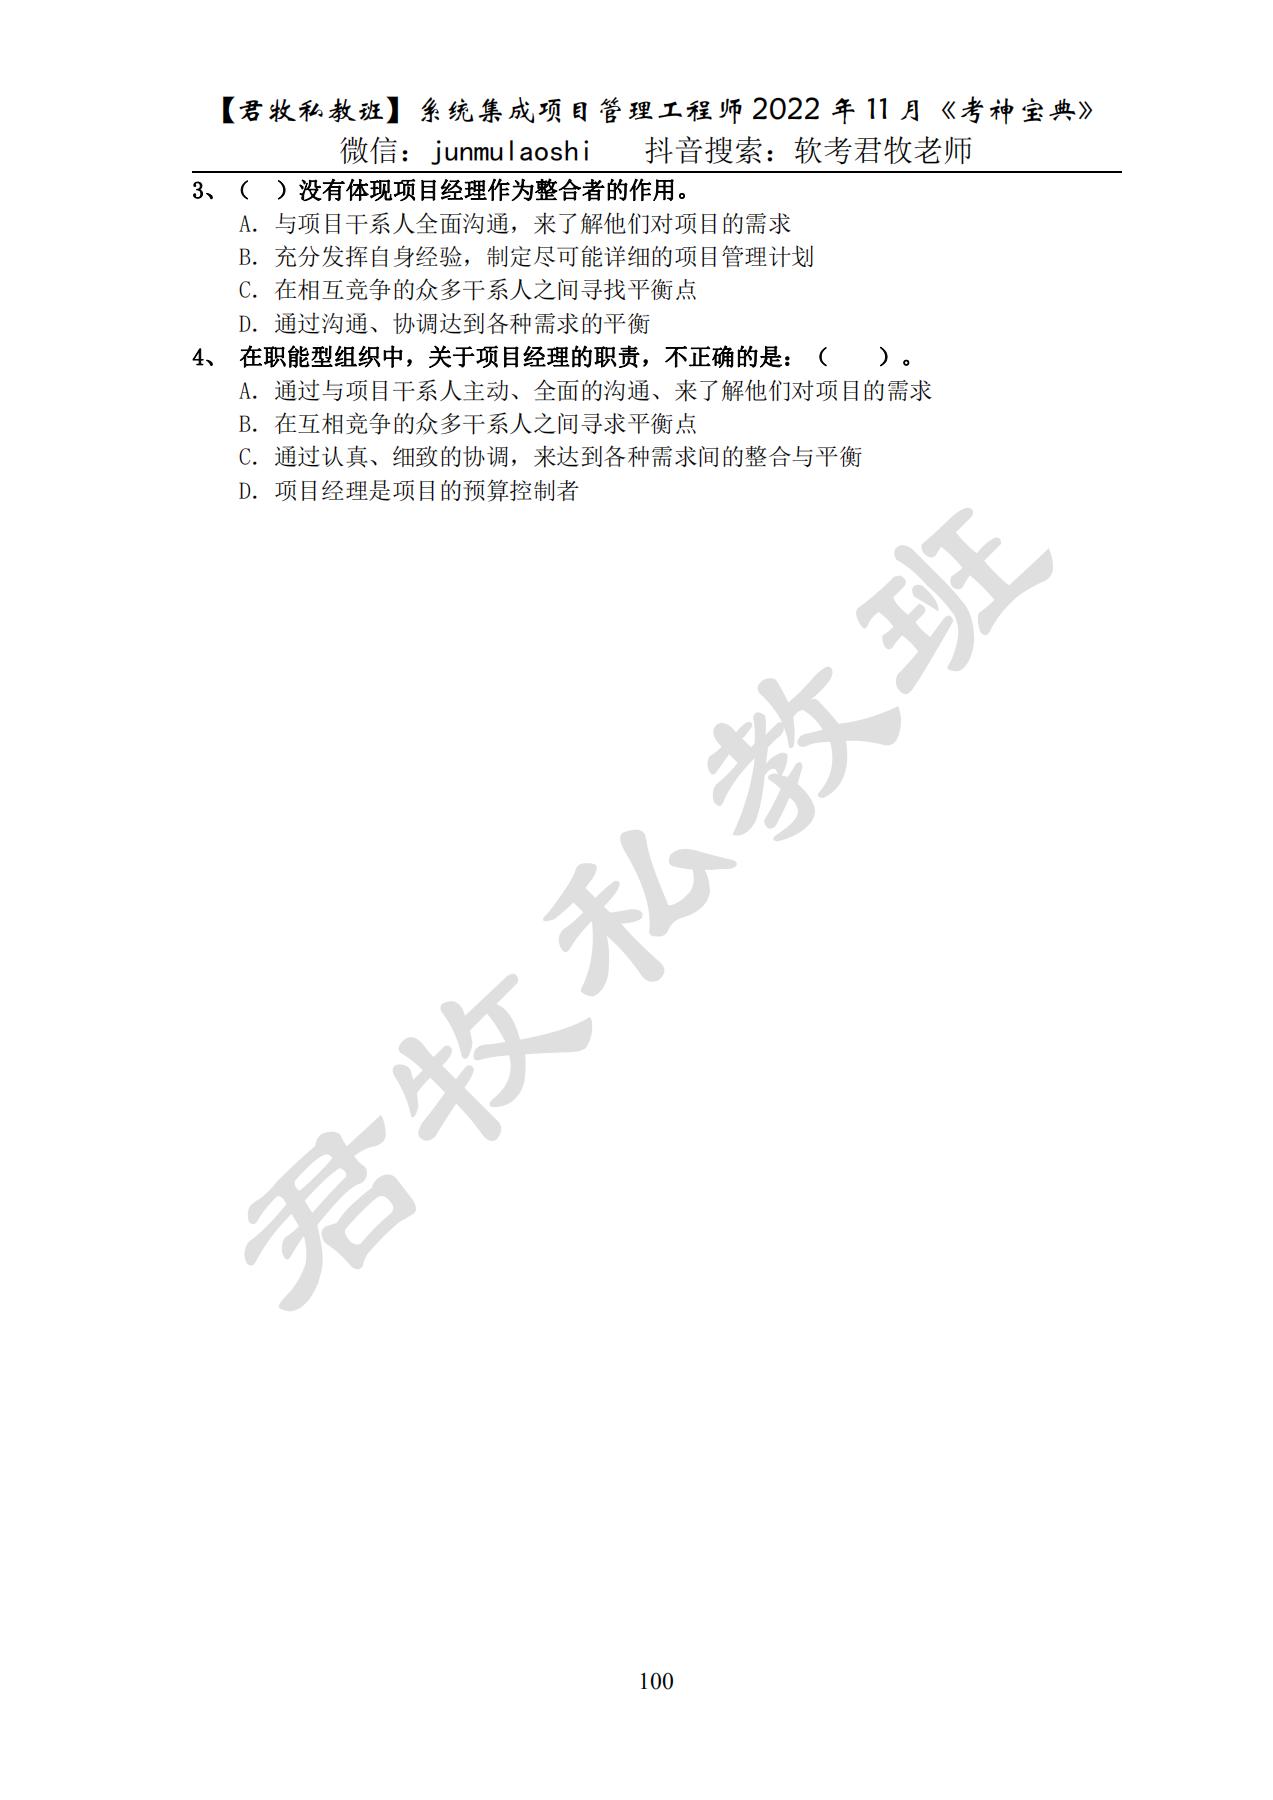 【君牧私教班】系统集成项目管理工程师 2022 年 11 月《考神宝典》
微信：junmulaoshi 抖音搜索：软考君牧老师
3、（ ）没有体现项目经理作为整合者的作用。
A. 与项目干系人全面沟通，来了解他们对项目的需求
B. 充分发挥自身经验，制定尽可能详细的项目管理计划
C. 在相互竞争的众多干系人之间寻找平衡点
D. 通过沟通、协调达到各种需求的平衡
4、 在职能型组织中，关于项目经理的职责，不正确的是：（ ）。
A. 通过与项目干系人主动、全面的沟通、来了解他们对项目的需求
B. 在互相竞争的众多干系人之间寻求平衡点
C. 通过认真、细致的协调，来达到各种需求间的整合与平衡
D. 项目经理是项目的预算控制者
君牧私教班
100